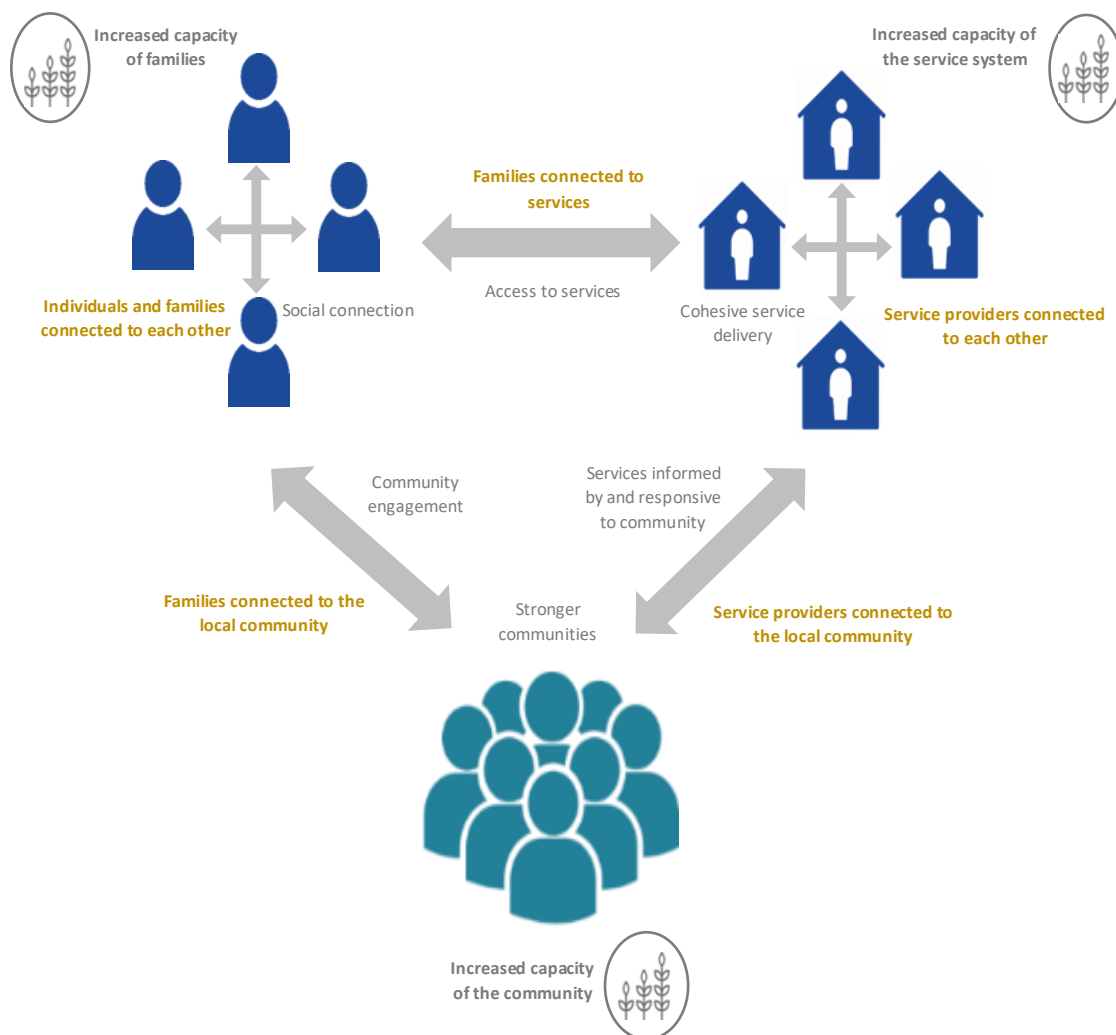 Increased capacity
of families
Increased capacity of
the service system
Families connected to
services
Access to services
Individuals and families
connected to each other
Social connection
Cohesive service
delivery
Service providers connected
to each other
Community
engagement
Services informed
by and responsive
to community
Families connected to the
local community
Stronger
communities
Service providers connected to
the local community
Increased capacity
of the community